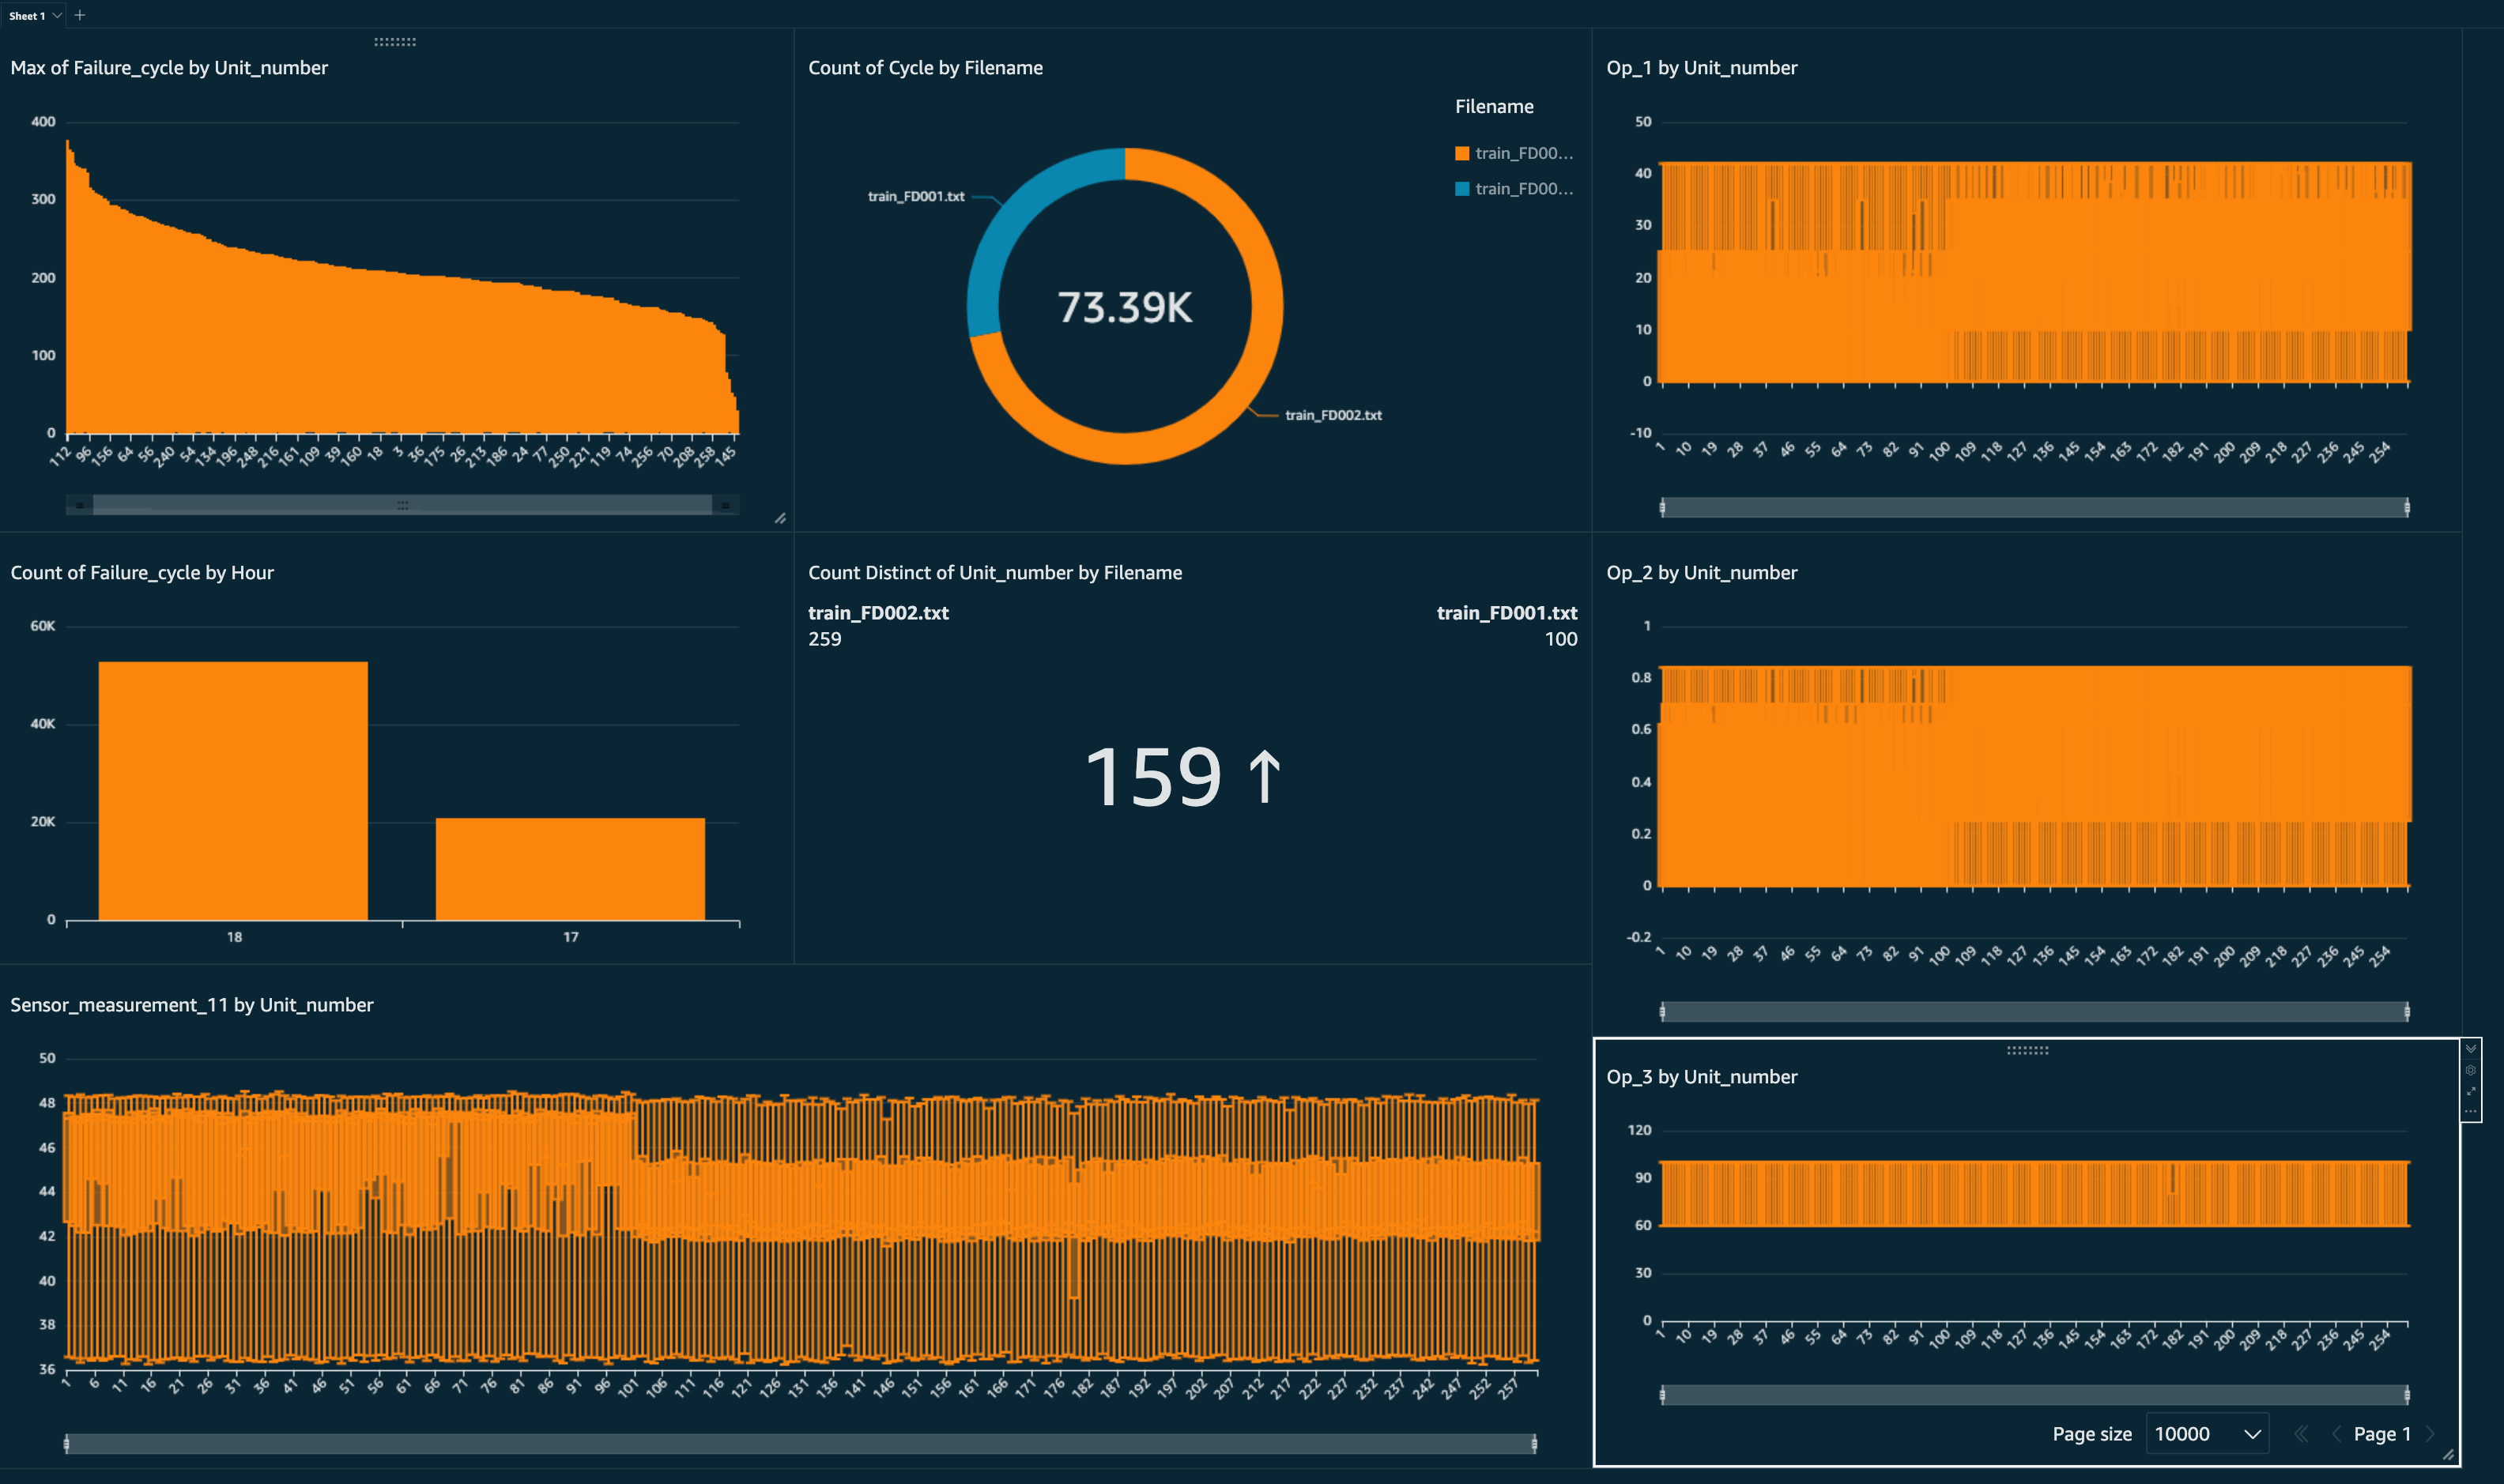 Sheet 1
Max of Failure_cycle by Unit_number
400
300
200
100
0
112 96 156 64 56 240 54 134 196 248 216 161 109 39 160 18 3 36 175 26 213 186 24 77 250 221 119 74 256 70 208 258 145
Count of Cycle by Filename
Filename
train_FD00...
train_FD00...
train_FD001.txt
73.39K
train_FD002.txt
Op_1 by Unit_number
50
40
30
20
10
0
-10
1 10 19 28 37 46 55 64 73 82 91 100 109 118 127 136 145 154 163 172 182 191 200 209 218 227 236 245 254
Count of Failure_cycle by Hour
60K
40K
20K
0
18 17
Count Distinct of Unit_number by Filename
train_FD002.txt train_FD001.txt
259 100
159 ↑
Op_2 by Unit_number
1
0.8
0.6
0.4
0.2
0
-0.2
1 10 19 28 37 46 55 64 73 82 91 100 109 118 127 136 145 154 163 172 182 191 200 209 218 227 236 245 254
Sensor_measurement_11 by Unit_number
50
48
46
44
42
40
38
36
1 6 11 16 21 26 31 36 41 46 51 56 61 66 71 76 81 86 91 96 101 106 111 116 121 126 131 136 141 146 151 156 161 166 171 176 182 187 192 197 202 207 212 217 222 227 232 237 242 247 252 257
Op_3 by Unit_number
120
90
60
30
0
1 10 19 28 37 46 55 64 73 82 91 100 109 118 127 136 145 154 163 172 182 191 200 209 218 227 236 245 254
Page size 10000 Page 1